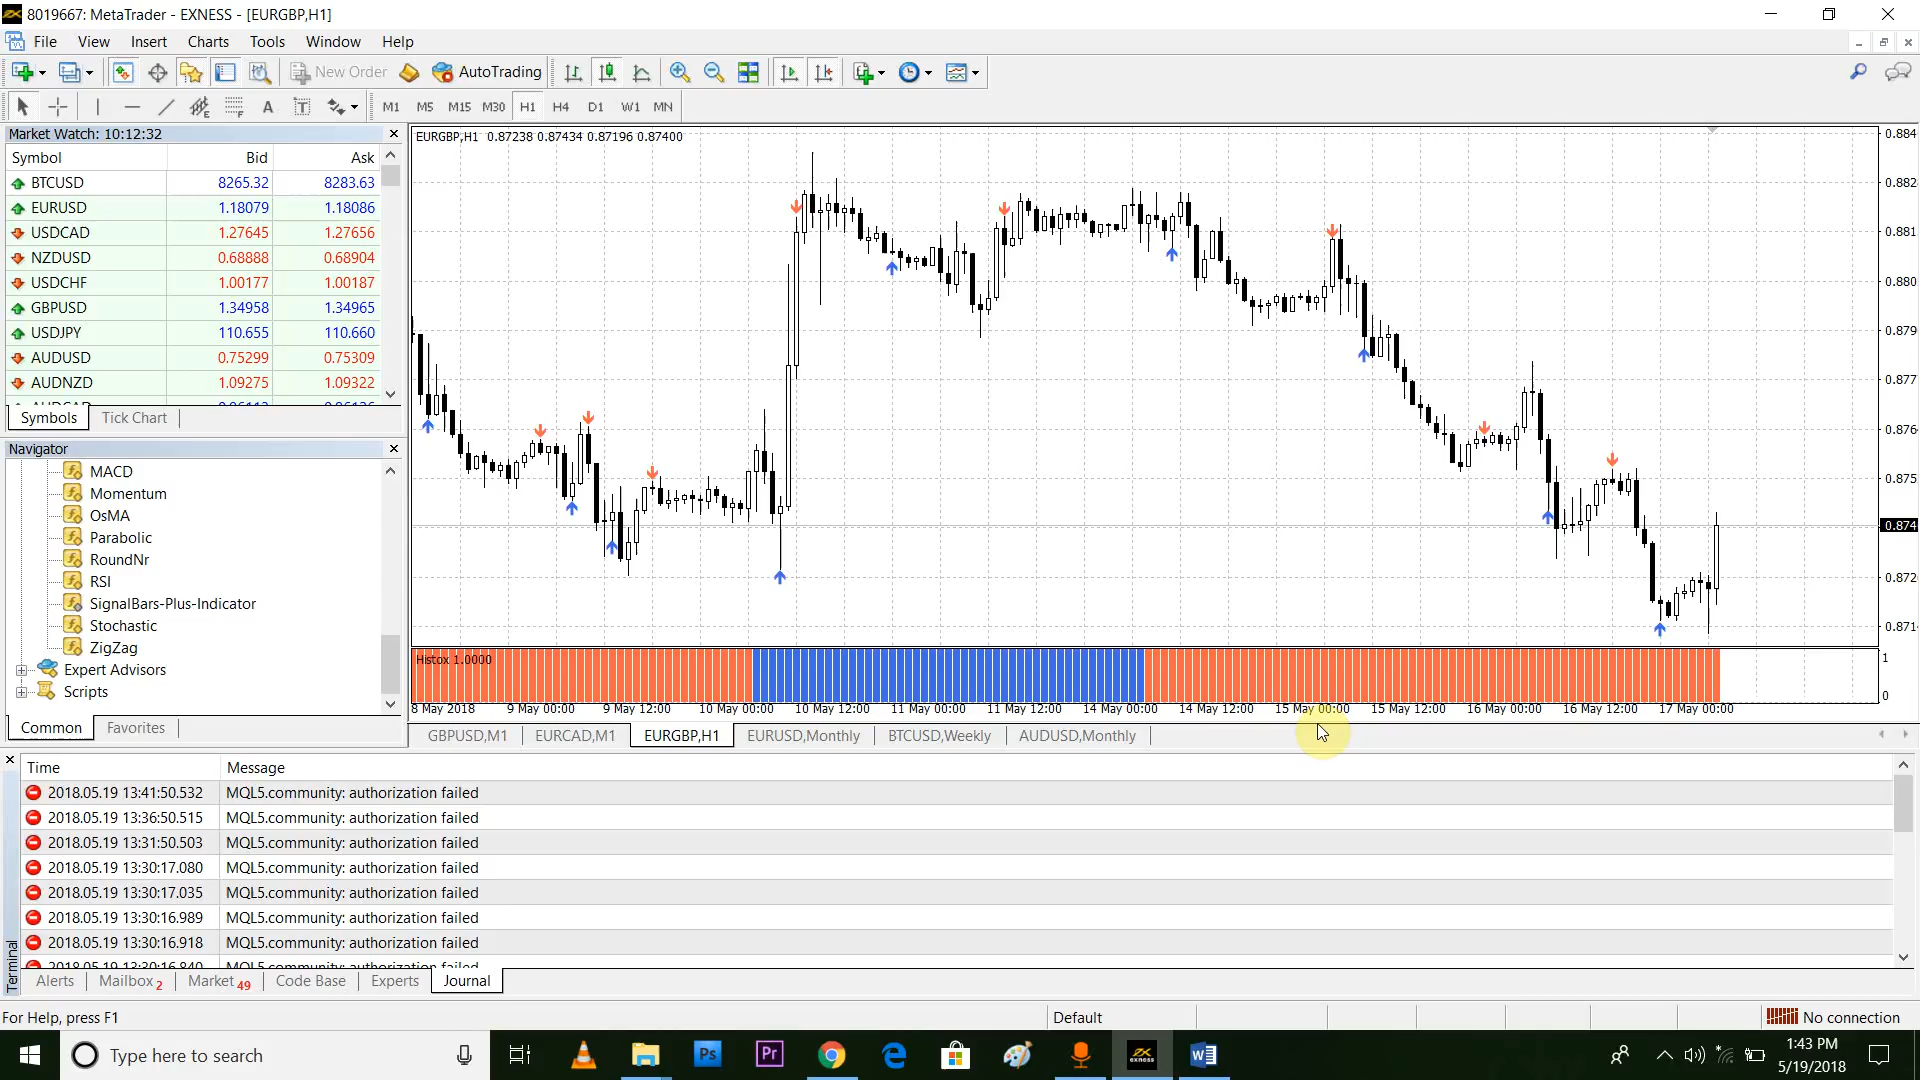 8019667: MetaTrader - EXNESS - [EURGBP,H1]
File View Insert Charts Tools Window Help
New Order AutoTrading
A T M1 M5 M15 M30 H1 H4 D1 W1 MN
Market Watch: 10:12:32
Symbol Bid Ask
BTCUSD 8265.32 8283.63
EURUSD 1.18079 1.18086
USDCAD 1.27645 1.27656
NZDUSD 0.68888 0.68904
USDCHF 1.00177 1.00187
GBPUSD 1.34958 1.34965
USDJPY 110.655 110.660
AUDUSD 0.75299 0.75309
AUDNZD 1.09275 1.09322
Symbols Tick Chart
Navigator
MACD
Momentum
OsMA
Parabolic
RoundNr
RSI
SignalBars-Plus-Indicator
Stochastic
ZigZag
Expert Advisors
Scripts
Common Favorites
EURGBP,H1 0.87238 0.87434 0.87196 0.87400
0.884
0.882
0.881
0.880
0.879
0.877
0.876
0.875
0.874
0.872
0.871
Histox 1.0000
1
0
8 May 2018 9 May 00:00 9 May 12:00 10 May 00:00 10 May 12:00 11 May 00:00 11 May 12:00 14 May 00:00 14 May 12:00 15 May 00:00 15 May 12:00 16 May 00:00 16 May 12:00 17 May 00:00
GBPUSD,M1 EURCAD,M1 EURGBP,H1 EURUSD,Monthly BTCUSD,Weekly AUDUSD,Monthly
Terminal
Time Message
2018.05.19 13:41:50.532 MQL5.community: authorization failed
2018.05.19 13:36:50.515 MQL5.community: authorization failed
2018.05.19 13:31:50.503 MQL5.community: authorization failed
2018.05.19 13:30:17.080 MQL5.community: authorization failed
2018.05.19 13:30:17.035 MQL5.community: authorization failed
2018.05.19 13:30:16.989 MQL5.community: authorization failed
2018.05.19 13:30:16.918 MQL5.community: authorization failed
2018.05.19 13:30:16.840 MQL5.community: authorization failed
Alerts Mailbox 2 Market 49 Code Base Experts Journal
For Help, press F1 Default No connection
Type here to search
Ps Pr exness
1:43 PM
5/19/2018